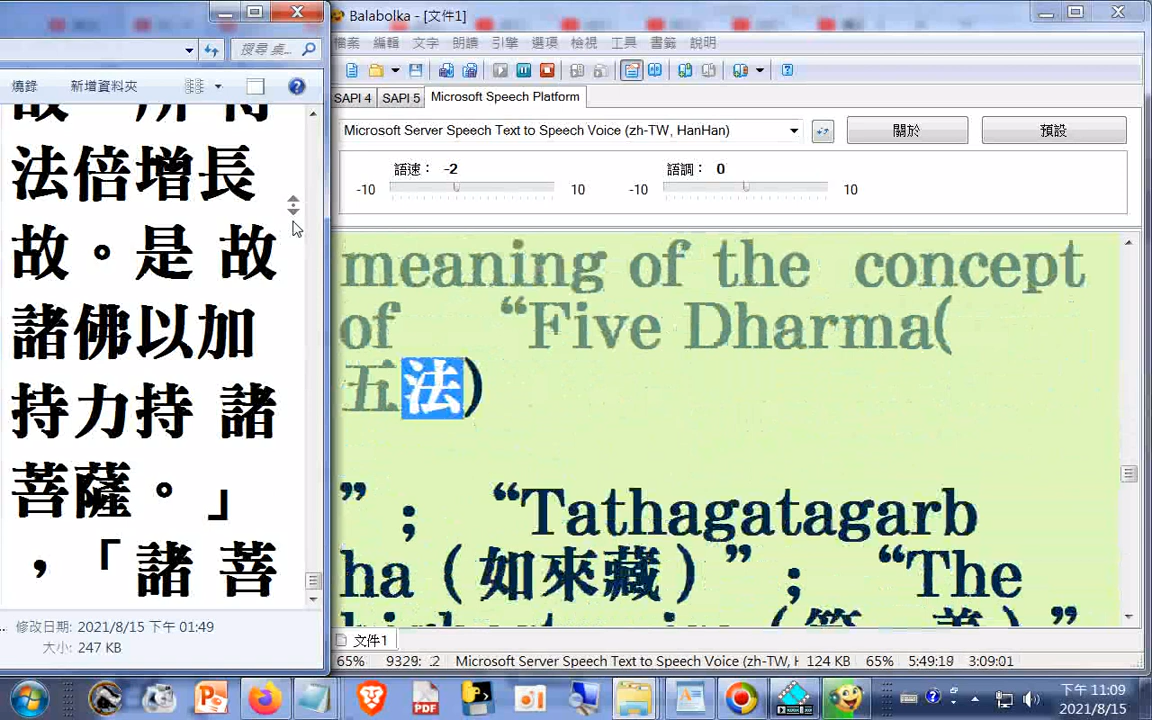 搜尋 桌...
燒錄 新增資料夾
法倍增長
故。是 故
諸佛以加
持力持 諸
菩薩。」
,「諸 菩
修改日期: 2021/8/15 下午 01:49
大小: 247 KB
Balabolka - [文件1]
檔案 編輯 文字 朗讀 引擎 選項 檢視 工具 書籤 說明
SAPI 4 SAPI 5 Microsoft Speech Platform
Microsoft Server Speech Text to Speech Voice (zh-TW, HanHan) 關於 預設
語速: -2 語調: 0
-10 10 -10 10
meaning of the concept
of “Five Dharma(
五法)
” ; “Tathagatagarb
ha（如來藏）” ; “The
文件1
65% 9329: :2 Microsoft Server Speech Text to Speech Voice (zh-TW, H 124 KB 65% 5:49:18 3:09:01
下午 11:09
2021/8/15